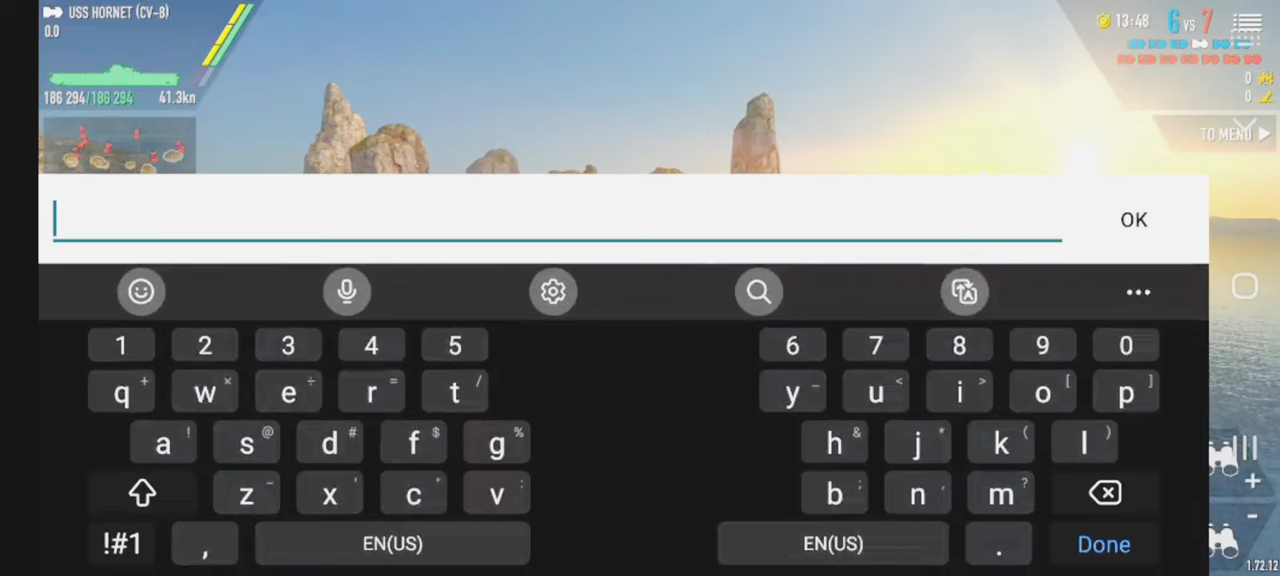 USS HORNET (CV-8)
0.0
186 294/186 294 41.3kn
13:48 6 VS 7
0
0
TO MENU
OK
1 2 3 4 5 6 7 8 9 0
q + w × e ÷ r = t / y _ u < i > o [ p ]
a ! s @ d # f $ g % h & j * k ( l )
z - x ' c " v : b ; n , m ?
!#1 , EN(US) EN(US) . Done
+
-
1.72.12